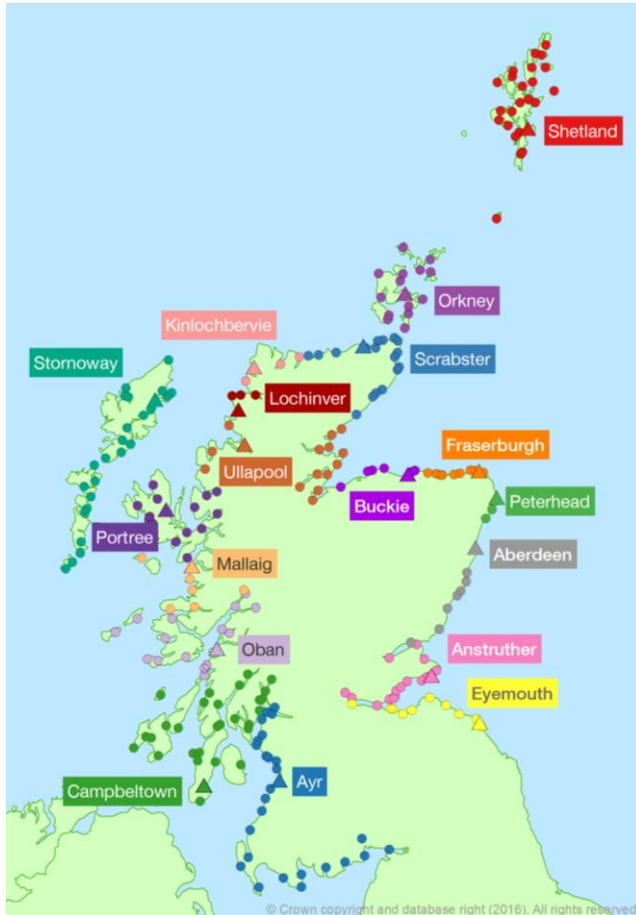 Shetland
Orkney
Kinlochbervie
Scrabster
Stornoway
Lochinver
Fraserburgh
Ullapool
Buckie
Peterhead
Portree
Aberdeen
Mallaig
Anstruther
Oban
Eyemouth
Campbeltown
Ayr
© Crown copyright and database right (2016). All rights reserved